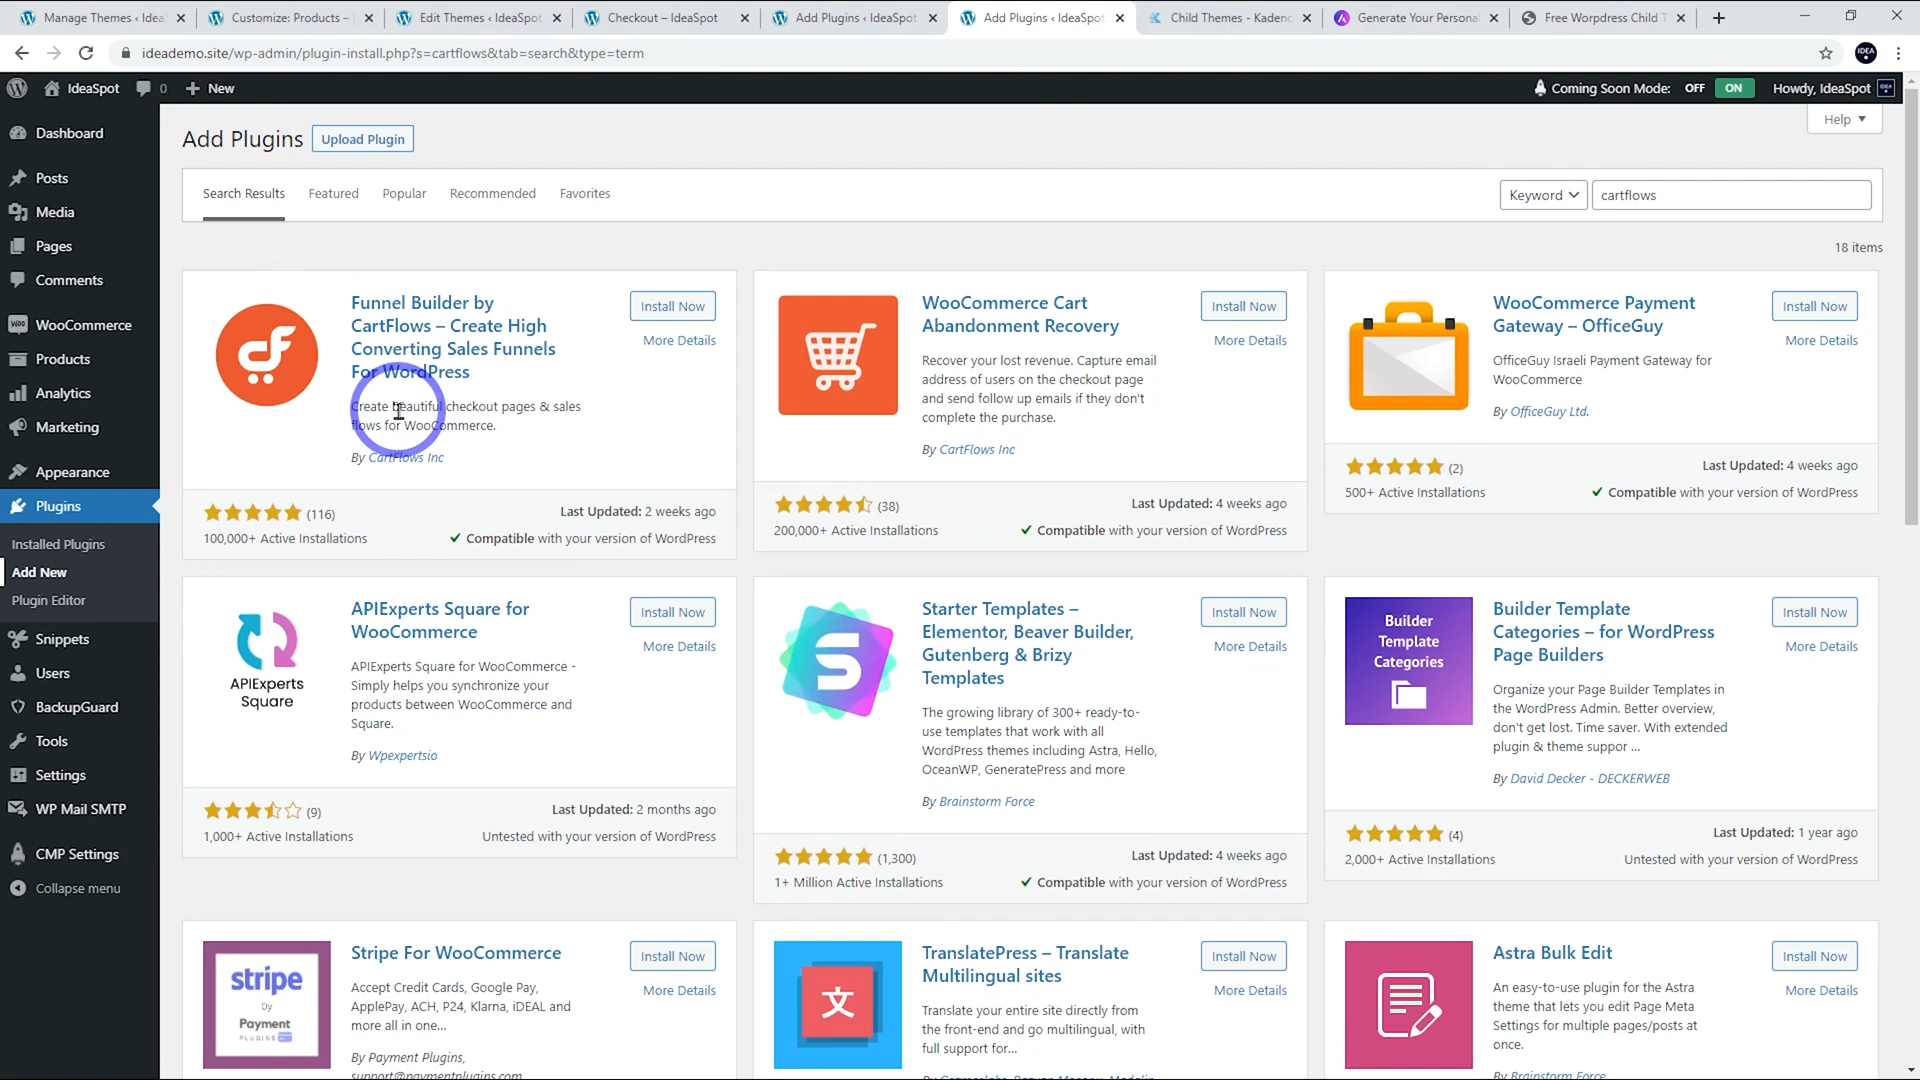 Manage Themes ‹ Idea
Customize: Products –
Edit Themes ‹ IdeaSpot
Checkout – IdeaSpot
Add Plugins ‹ IdeaSpot
Add Plugins ‹ IdeaSpot
Child Themes - Kadenc
Generate Your Personal
Free Worpdress Child T
ideademo.site/wp-admin/plugin-install.php?s=cartflows&tab=search&type=term
IDEA
IdeaSpot
0
New
Coming Soon Mode:
OFF
ON
Howdy, IdeaSpot
Dashboard
Posts
Media
Pages
Comments
WooCommerce
Products
Analytics
Marketing
Appearance
Plugins
Installed Plugins
Add New
Plugin Editor
Snippets
Users
BackupGuard
Tools
Settings
WP Mail SMTP
CMP Settings
Collapse menu
Help
Add Plugins
Upload Plugin
Search Results
Featured
Popular
Recommended
Favorites
Keyword
cartflows
18 items
Funnel Builder by
CartFlows – Create High
Converting Sales Funnels
For WordPress
Install Now
More Details
Create beautiful checkout pages & sales
flows for WooCommerce.
By CartFlows Inc
(116)
100,000+ Active Installations
Last Updated: 2 weeks ago
Compatible with your version of WordPress
WooCommerce Cart
Abandonment Recovery
Install Now
More Details
Recover your lost revenue. Capture email
address of users on the checkout page
and send follow up emails if they don't
complete the purchase.
By CartFlows Inc
(38)
200,000+ Active Installations
Last Updated: 4 weeks ago
Compatible with your version of WordPress
WooCommerce Payment
Gateway – OfficeGuy
Install Now
More Details
OfficeGuy Israeli Payment Gateway for
WooCommerce
By OfficeGuy Ltd.
(2)
500+ Active Installations
Last Updated: 4 weeks ago
Compatible with your version of WordPress
APIExperts
Square
APIExperts Square for
WooCommerce
Install Now
More Details
APIExperts Square for WooCommerce -
Simply helps you synchronize your
products between WooCommerce and
Square.
By Wpexpertsio
(9)
1,000+ Active Installations
Last Updated: 2 months ago
Untested with your version of WordPress
Starter Templates –
Elementor, Beaver Builder,
Gutenberg & Brizy
Templates
Install Now
More Details
The growing library of 300+ ready-to-
use templates that work with all
WordPress themes including Astra, Hello,
OceanWP, GeneratePress and more
By Brainstorm Force
(1,300)
1+ Million Active Installations
Last Updated: 4 weeks ago
Compatible with your version of WordPress
Builder
Template
Categories
Builder Template
Categories – for WordPress
Page Builders
Install Now
More Details
Organize your Page Builder Templates in
the WordPress Admin. Better overview,
don't get lost. Time saver. With extended
plugin & theme suppor ...
By David Decker - DECKERWEB
(4)
2,000+ Active Installations
Last Updated: 1 year ago
Untested with your version of WordPress
stripe
by
Payment
PLUGINS
Stripe For WooCommerce
Install Now
More Details
Accept Credit Cards, Google Pay,
ApplePay, ACH, P24, Klarna, iDEAL and
more all in one...
By Payment Plugins,
support@paymentplugins.com
文
TranslatePress – Translate
Multilingual sites
Install Now
More Details
Translate your entire site directly from
the front-end and go multilingual, with
full support for...
Astra Bulk Edit
Install Now
More Details
An easy-to-use plugin for the Astra
theme that lets you edit Page Meta
Settings for multiple pages/posts at
once.
By Brainstorm Force